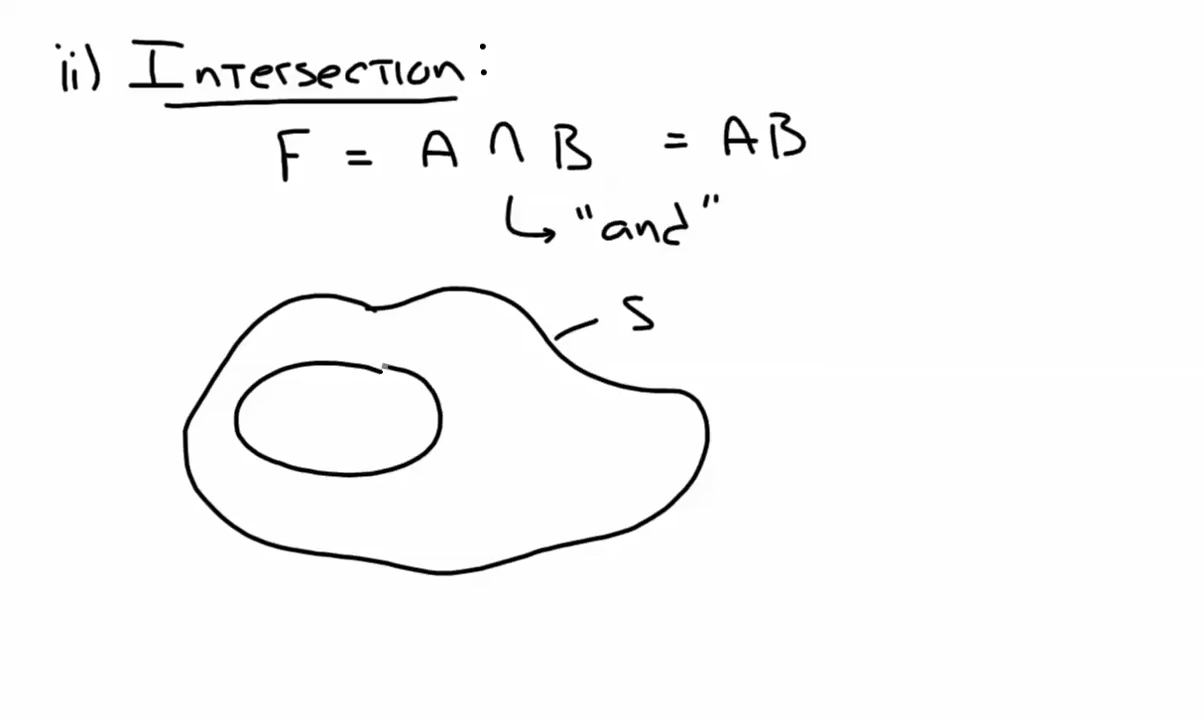 ii) Intersection:
F = A ∩ B = AB
↳ "and"
S